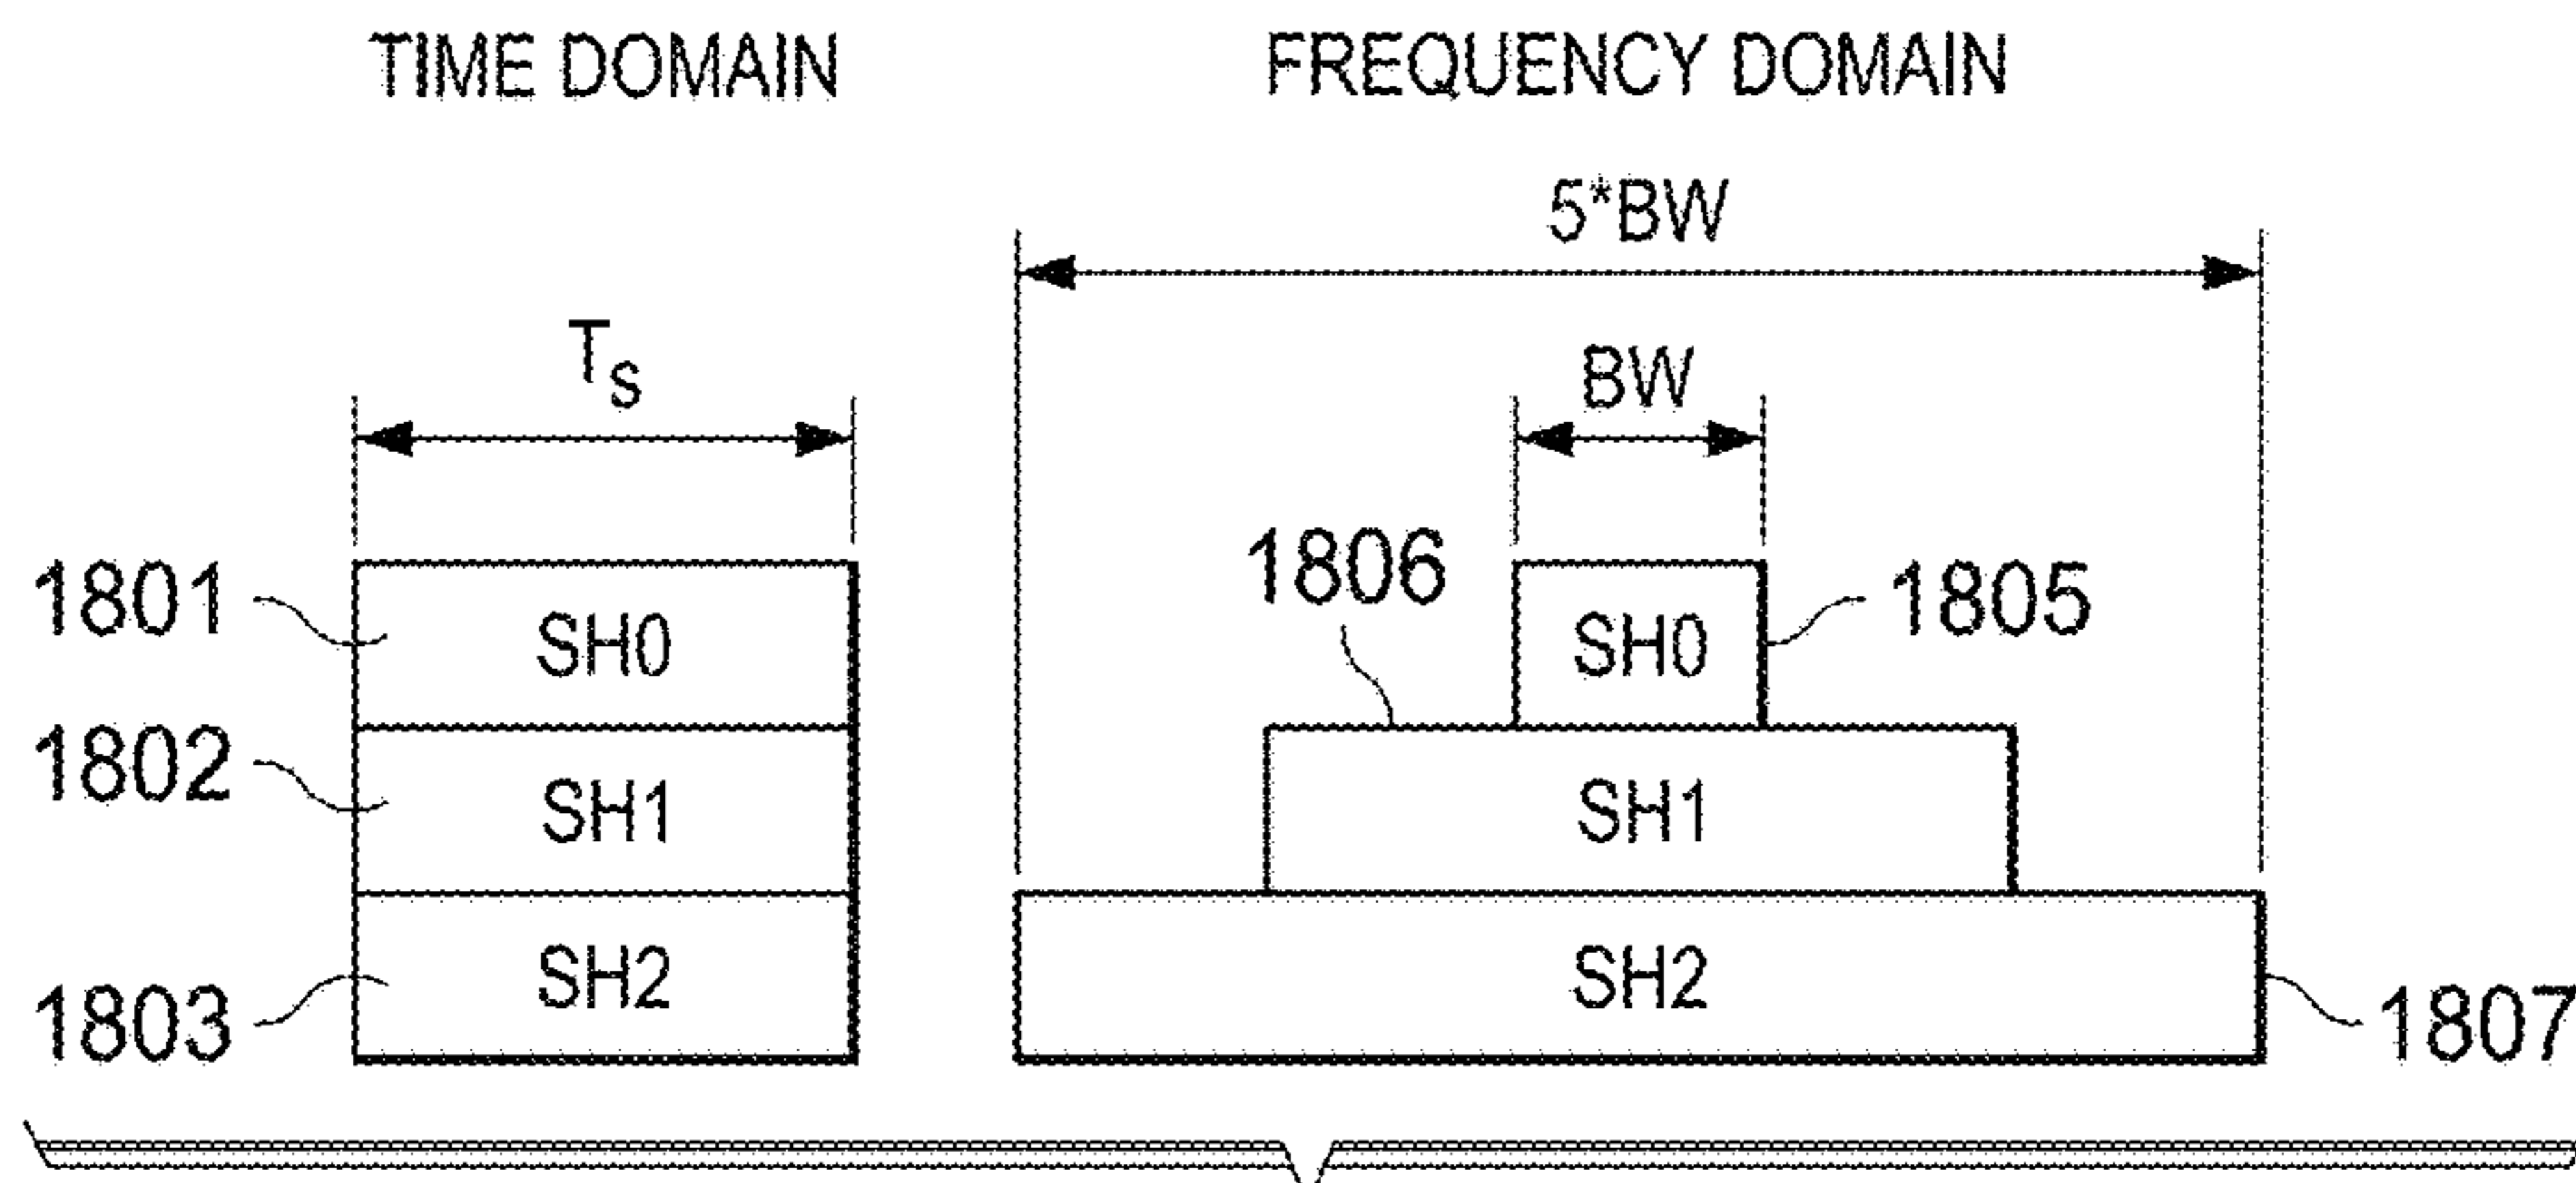 TIME DOMAIN
FREQUENCY DOMAIN
5*BW
Ts
BW
1801
SH0
1806
SH0
1805
1802
SH1
SH1
1803
SH2
SH2
1807